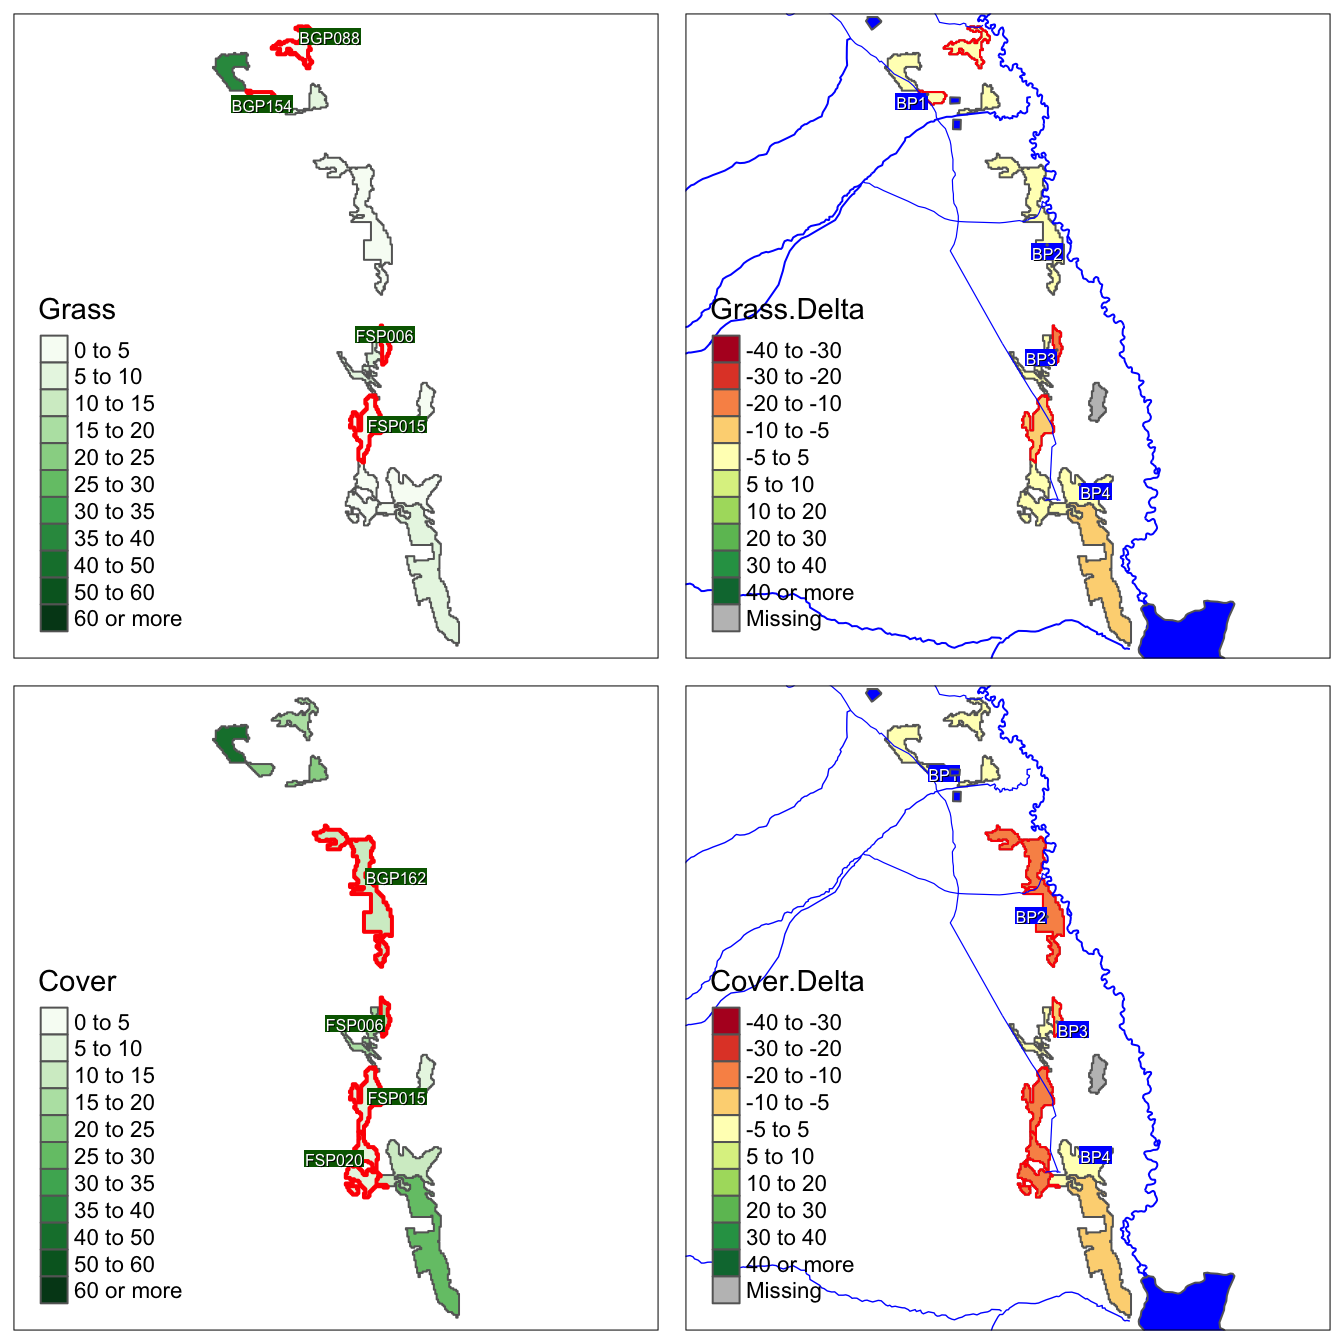 BGP088
BGP154
FSP006
FSP015
Grass
0 to 5
5 to 10
10 to 15
15 to 20
20 to 25
25 to 30
30 to 35
35 to 40
40 to 50
50 to 60
60 or more
BP1
BP2
BP3
BP4
Grass.Delta
-40 to -30
-30 to -20
-20 to -10
-10 to -5
-5 to 5
5 to 10
10 to 20
20 to 30
30 to 40
40 or more
Missing
BGP162
FSP006
FSP015
FSP020
Cover
0 to 5
5 to 10
10 to 15
15 to 20
20 to 25
25 to 30
30 to 35
35 to 40
40 to 50
50 to 60
60 or more
BP1
BP2
BP3
BP4
Cover.Delta
-40 to -30
-30 to -20
-20 to -10
-10 to -5
-5 to 5
5 to 10
10 to 20
20 to 30
30 to 40
40 or more
Missing